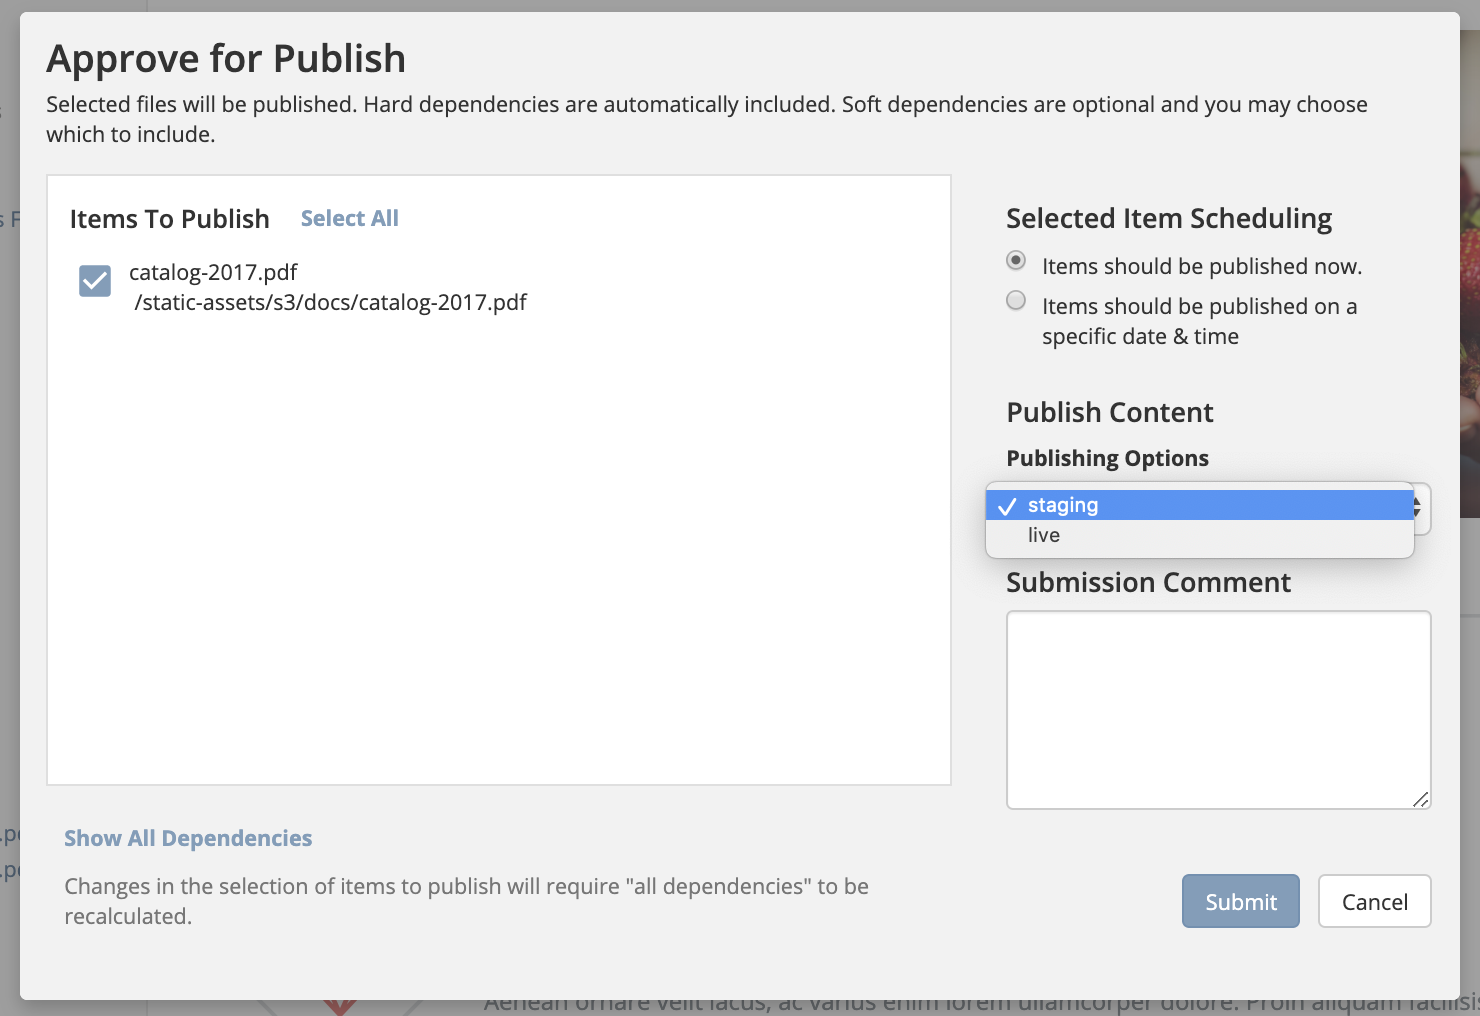 Approve for Publish
Selected files will be published. Hard dependencies are automatically included. Soft dependencies are optional and you may choose
which to include.
Items To Publish Select All
catalog-2017.pdf
/static-assets/s3/docs/catalog-2017.pdf
Selected Item Scheduling
Items should be published now.
Items should be published on a
specific date & time
Publish Content
Publishing Options
staging
live
Submission Comment
Show All Dependencies
Changes in the selection of items to publish will require "all dependencies" to be
recalculated.
Submit Cancel
Aenean ornare velit lacus, ac varius enim lorem ullamcorper dolore. Proin aliquam facilisis